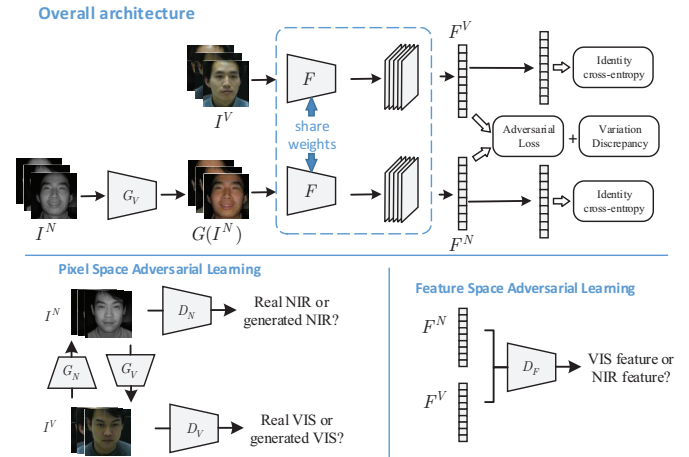 Overall architecture
F^V
F
Identity
cross-entropy
I^V
share
weights
Adversarial
Loss
+
Variation
Discrepancy
G_V
F
Identity
cross-entropy
I^N
G(I^N)
F^N
Pixel Space Adversarial Learning
I^N
D_N
Real NIR or
generated NIR?
G_N
G_V
I^V
D_V
Real VIS or
generated VIS?
Feature Space Adversarial Learning
F^N
D_F
VIS feature or
NIR feature?
F^V